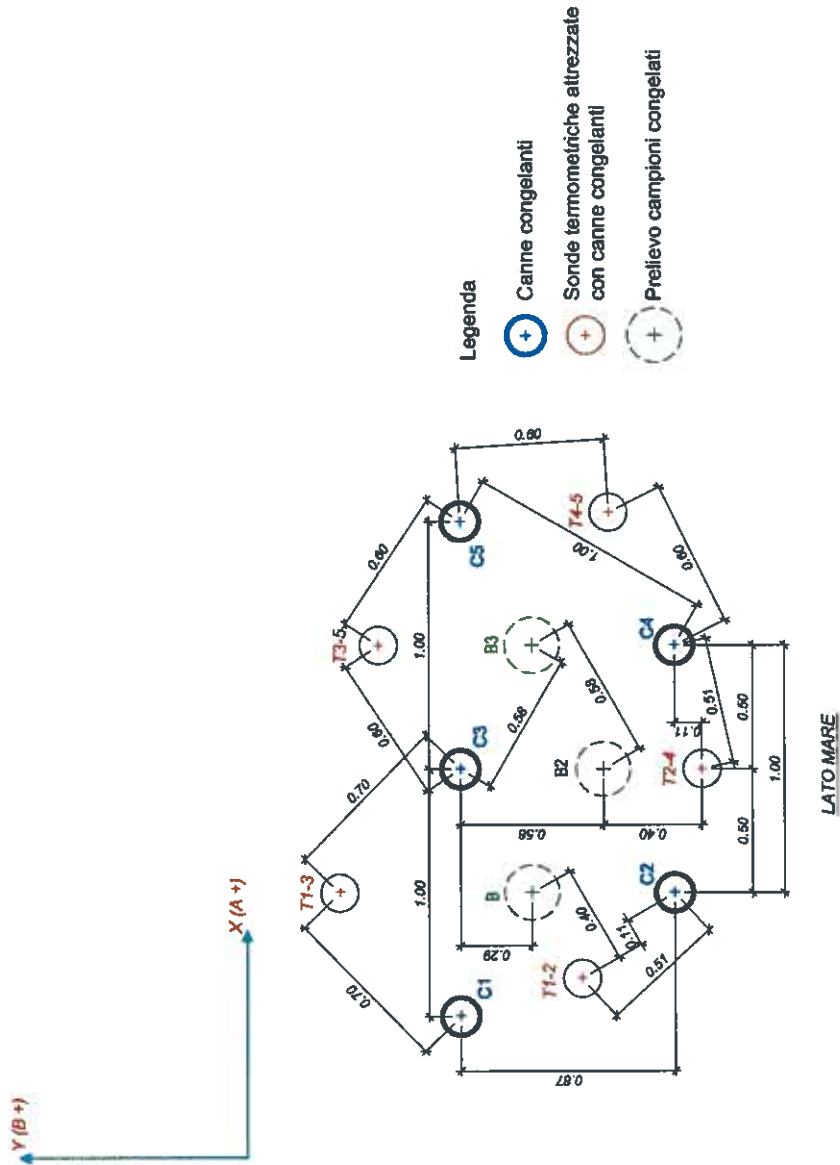 Y (B +)
X (A +)
T1-3
0.70
0.70
T3-5
0.60
0.60
1.00
1.00
C1
C3
C5
0.60
0.29
B
B3
0.58
0.58
0.58
1.00
T1-2
0.40
0.11
0.51
0.87
B2
0.40
T4-5
0.60
C2
C4
T2-4
0.11
0.51
0.50
0.50
1.00
LATO MARE
Legenda
Canne congelanti
Sonde termometriche attrezzate
con canne congelanti
Prelievo campioni congelati